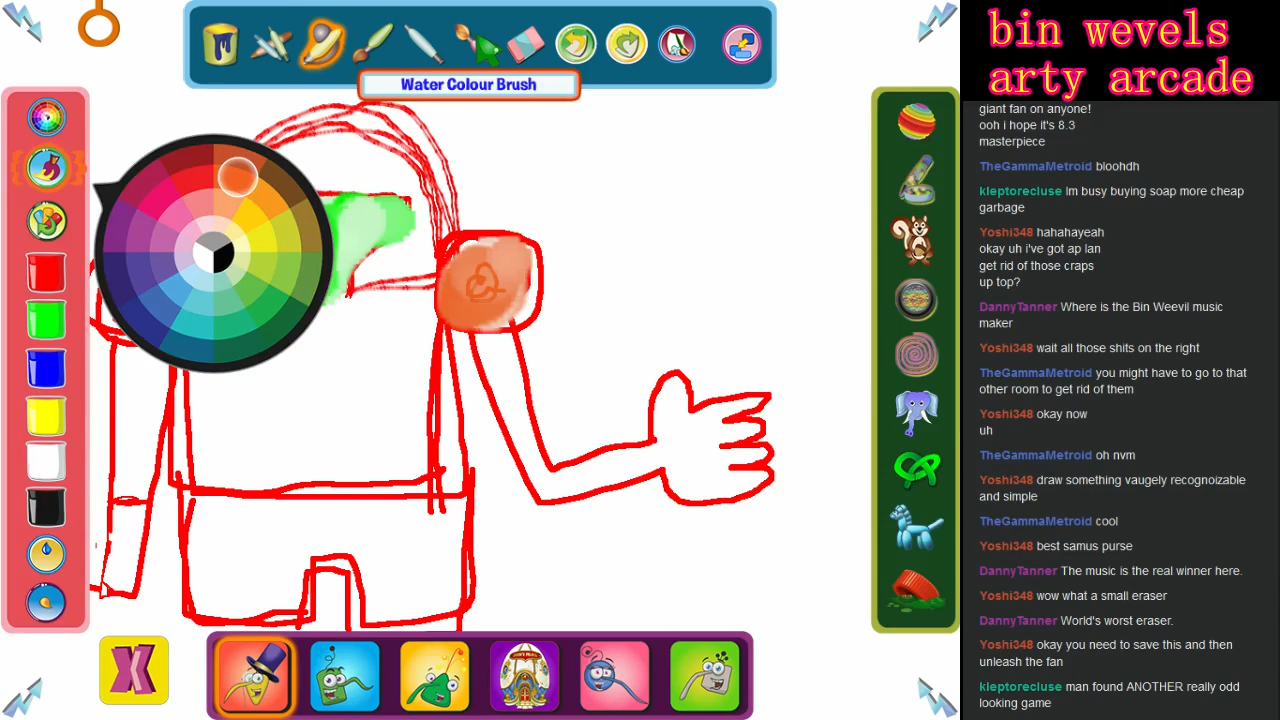 bin wevels
arty arcade
Water Colour Brush
giant fan on anyone!
ooh i hope it's 8.3
masterpiece
TheGammaMetroid bloohdh
kleptorecluse Im busy buying soap more cheap
garbage
Yoshi348 hahahayeah
okay uh i've got ap lan
get rid of those craps
up top?
DannyTanner Where is the Bin Weevil music
maker
Yoshi348 wait all those shits on the right
TheGammaMetroid you might have to go to that
other room to get rid of them
Yoshi348 okay now
uh
TheGammaMetroid oh nvm
Yoshi348 draw something vaugely recognoizable
and simple
TheGammaMetroid cool
Yoshi348 best samus purse
DannyTanner The music is the real winner here.
Yoshi348 wow what a small eraser
DannyTanner World's worst eraser.
Yoshi348 okay you need to save this and then
unleash the fan
kleptorecluse man found ANOTHER really odd
looking game
X